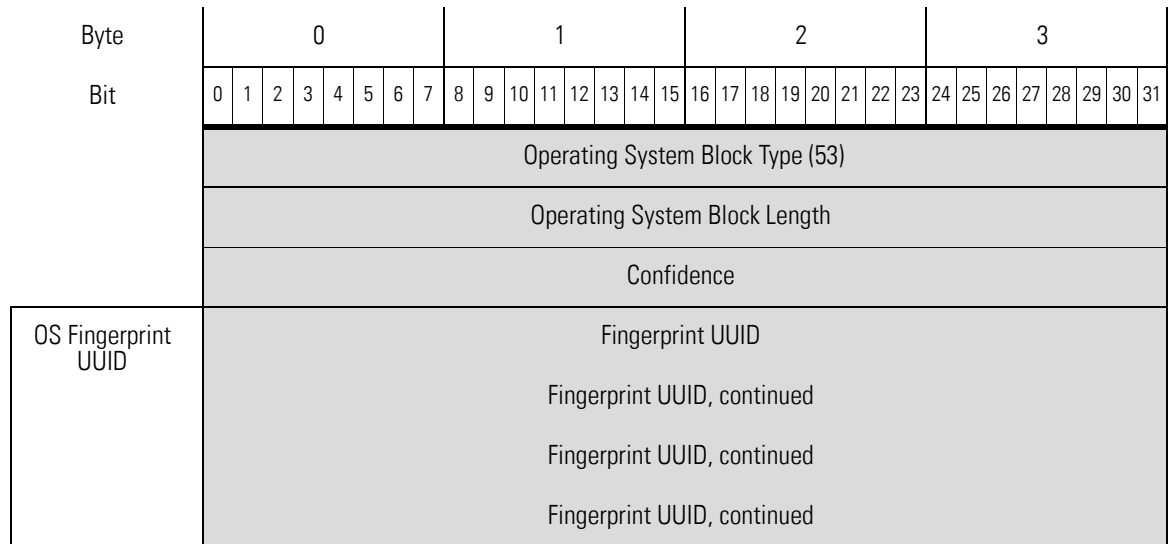 Byte 0 1 2 3
Bit 0 1 2 3 4 5 6 7 8 9 10 11 12 13 14 15 16 17 18 19 20 21 22 23 24 25 26 27 28 29 30 31
Operating System Block Type (53)
Operating System Block Length
Confidence
OS Fingerprint
UUID
Fingerprint UUID
Fingerprint UUID, continued
Fingerprint UUID, continued
Fingerprint UUID, continued